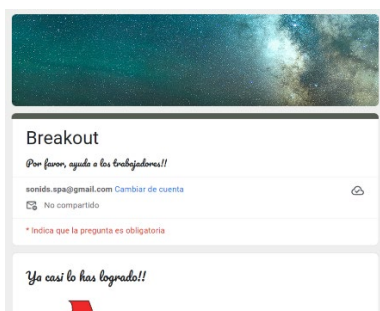 Breakout
Por favor, ayuda a los trabajadores!!
sonids.spa@gmail.com Cambiar de cuenta
No compartido
* Indica que la pregunta es obligatoria
Ya casi lo has logrado!!